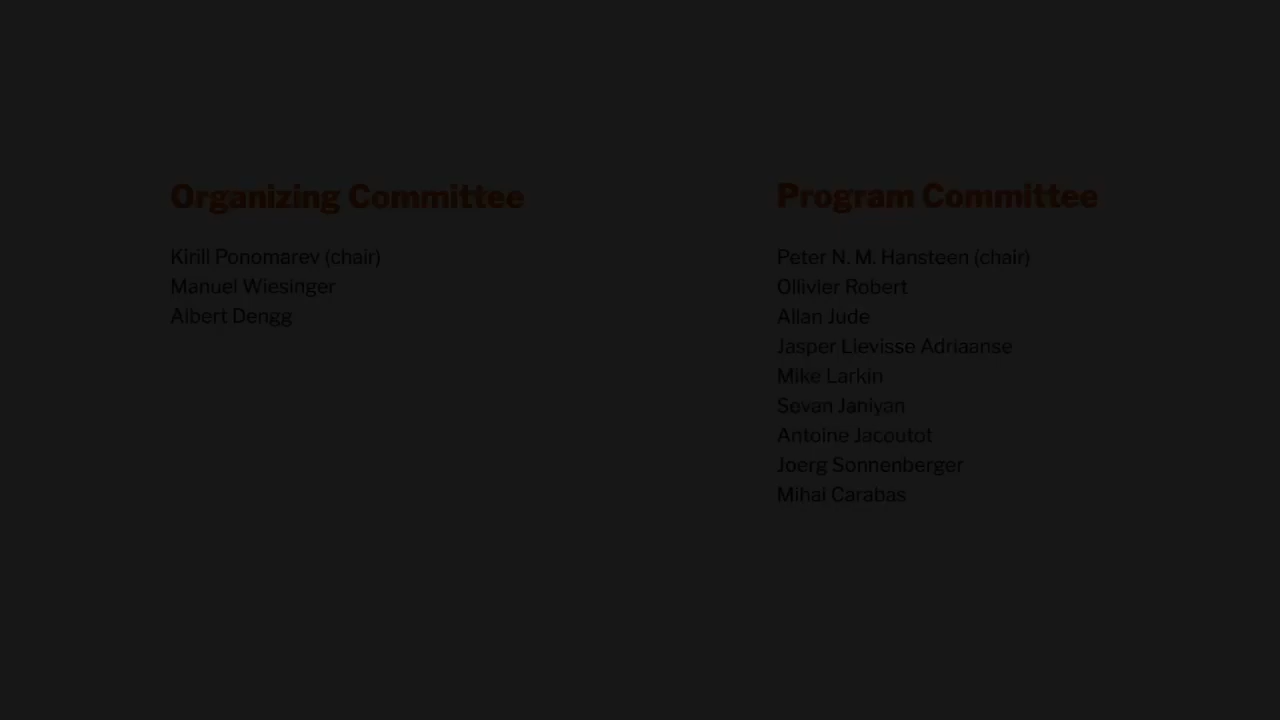 Organizing Committee
Kirill Ponomarev (chair)
Manuel Wiesinger
Albert Dengg
Program Committee
Peter N. M. Hansteen (chair)
Ollivier Robert
Allan Jude
Jasper Lievisse Adriaanse
Mike Larkin
Sevan Janiyan
Antoine Jacoutot
Joerg Sonnenberger
Mihai Carabas